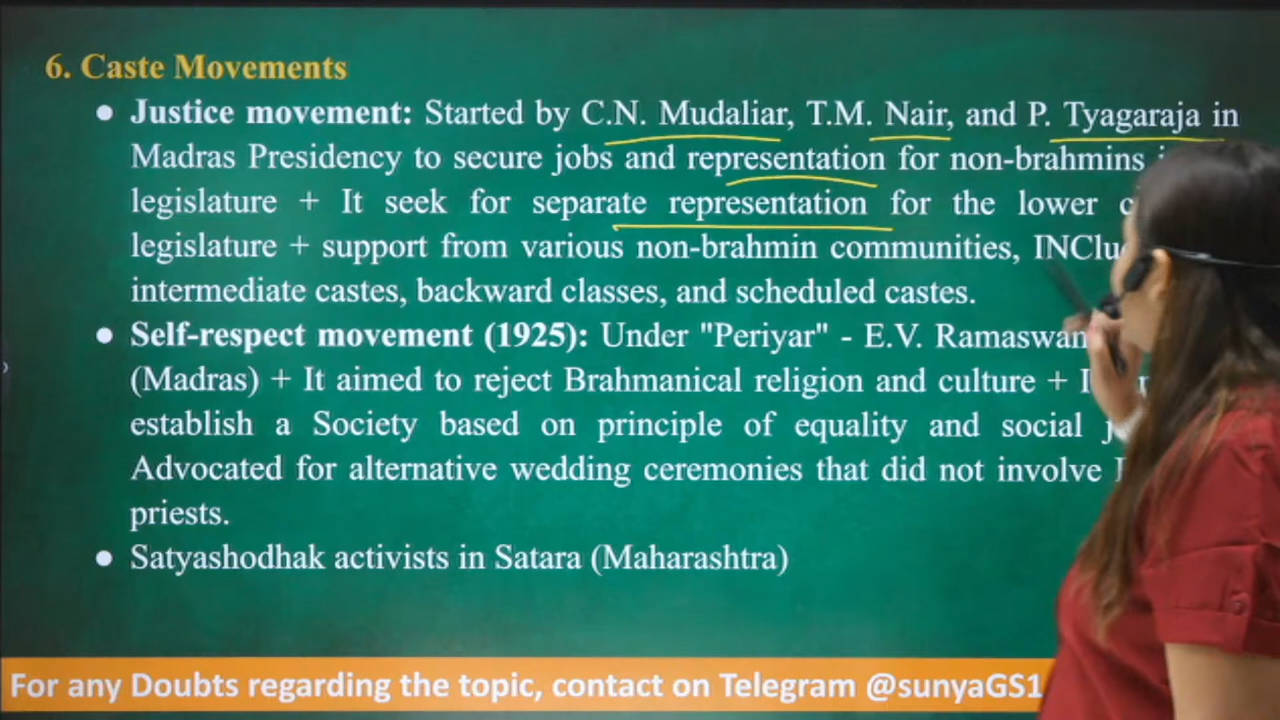 6. Caste Movements
● Justice movement: Started by C.N. Mudaliar, T.M. Nair, and P. Tyagaraja in
Madras Presidency to secure jobs and representation for non-brahmins
legislature + It seek for separate representation for the lower
legislature + support from various non-brahmin communities,
intermediate castes, backward classes, and scheduled castes.
● Self-respect movement (1925): Under "Periyar" - E.V.
(Madras) + It aimed to reject Brahmanical religion and culture +
establish a Society based on principle of equality and social
Advocated for alternative wedding ceremonies that did not involve
priests.
● Satyashodhak activists in Satara (Maharashtra)
For any Doubts regarding the topic, contact on Telegram @sunyaGS1